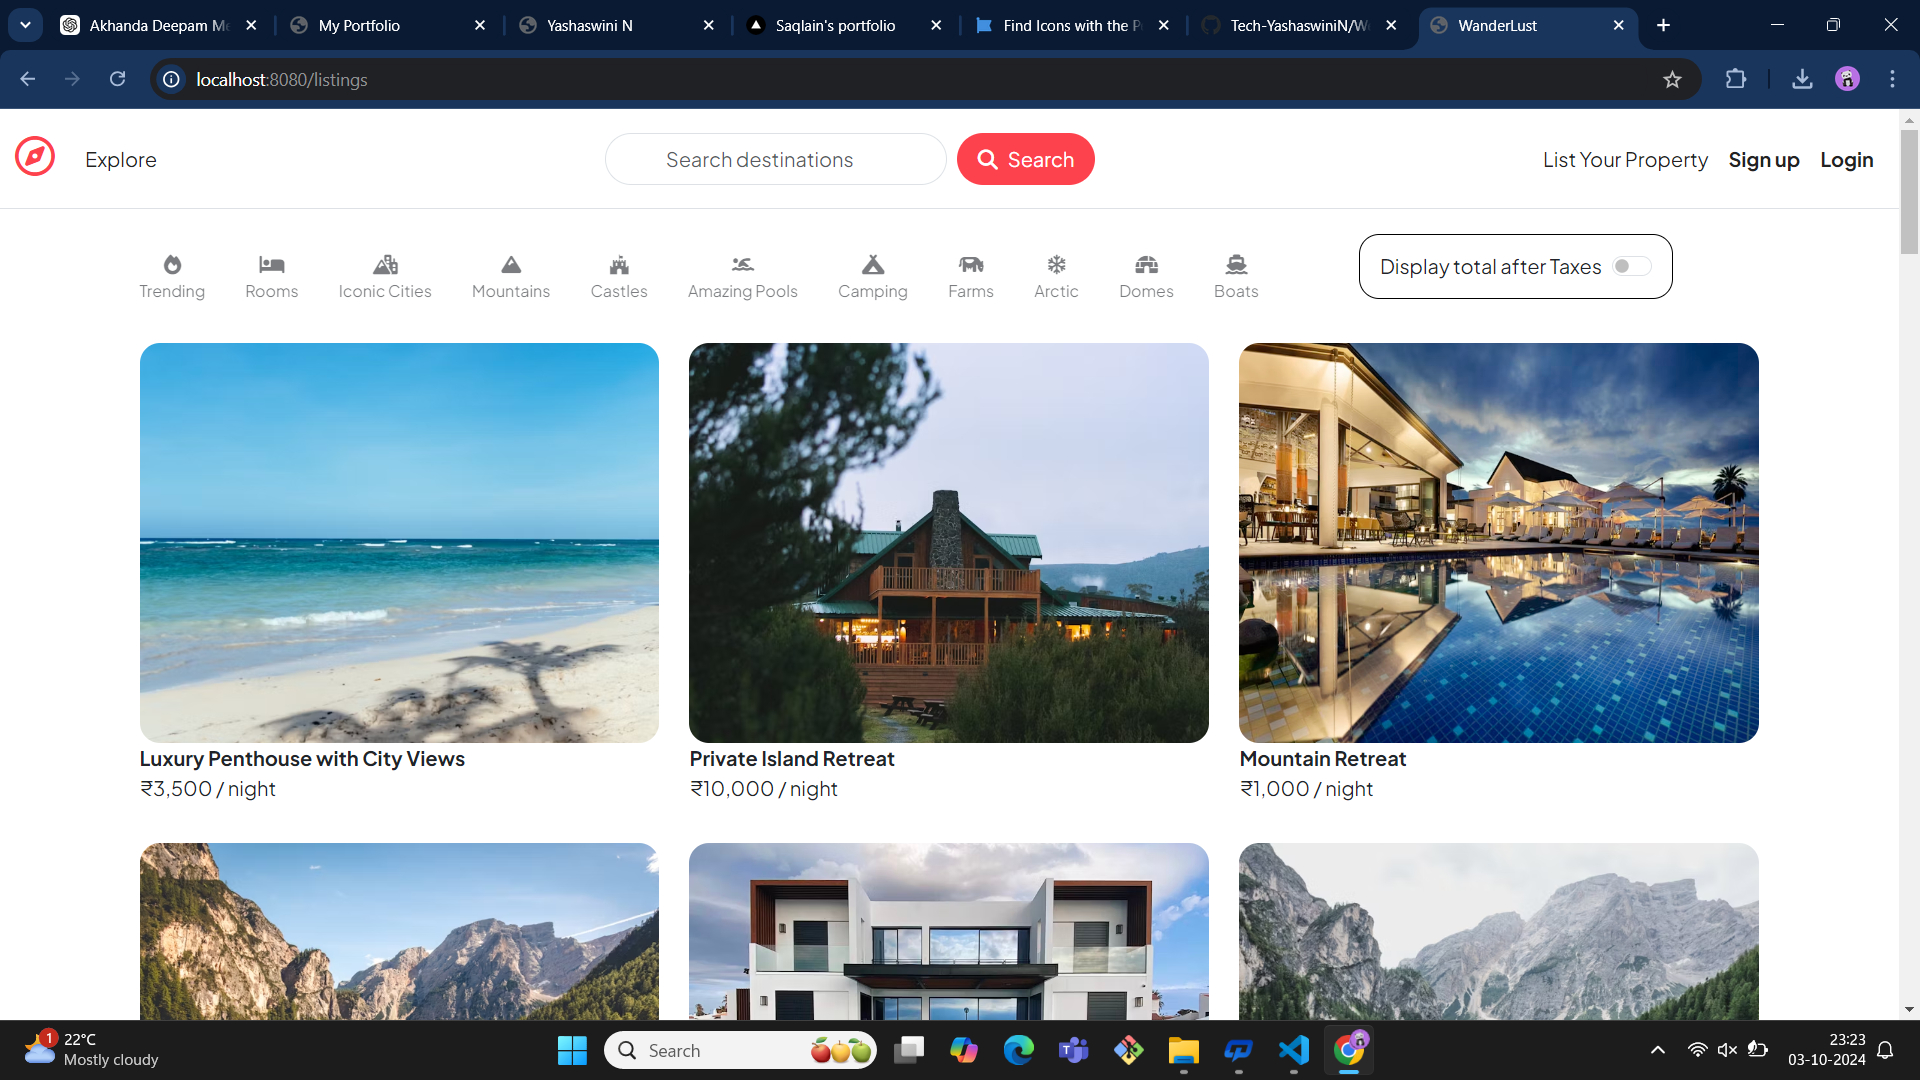 Akhanda Deepam Me
My Portfolio
Yashaswini N
Saqlain's portfolio
Find Icons with the P
Tech-YashaswiniN/W
WanderLust
localhost:8080/listings
Explore
Search destinations
Search
List Your Property
Sign up
Login
Trending
Rooms
Iconic Cities
Mountains
Castles
Amazing Pools
Camping
Farms
Arctic
Domes
Boats
Display total after Taxes
Luxury Penthouse with City Views
₹3,500 / night
Private Island Retreat
₹10,000 / night
Mountain Retreat
₹1,000 / night
1
22°C
Mostly cloudy
Search
23:23
03-10-2024